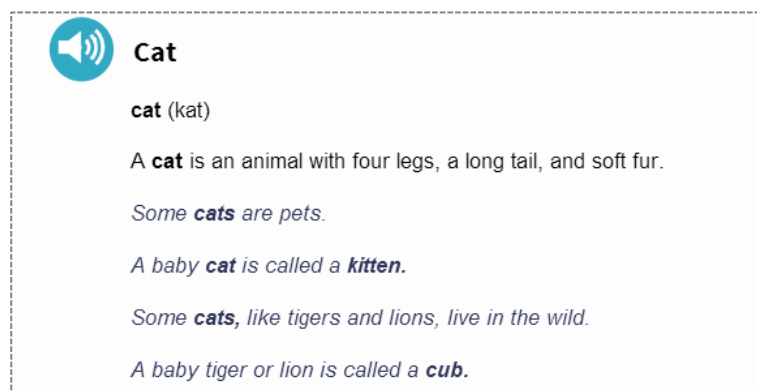 Cat
cat (kat)
A cat is an animal with four legs, a long tail, and soft fur.
Some cats are pets.
A baby cat is called a kitten.
Some cats, like tigers and lions, live in the wild.
A baby tiger or lion is called a cub.